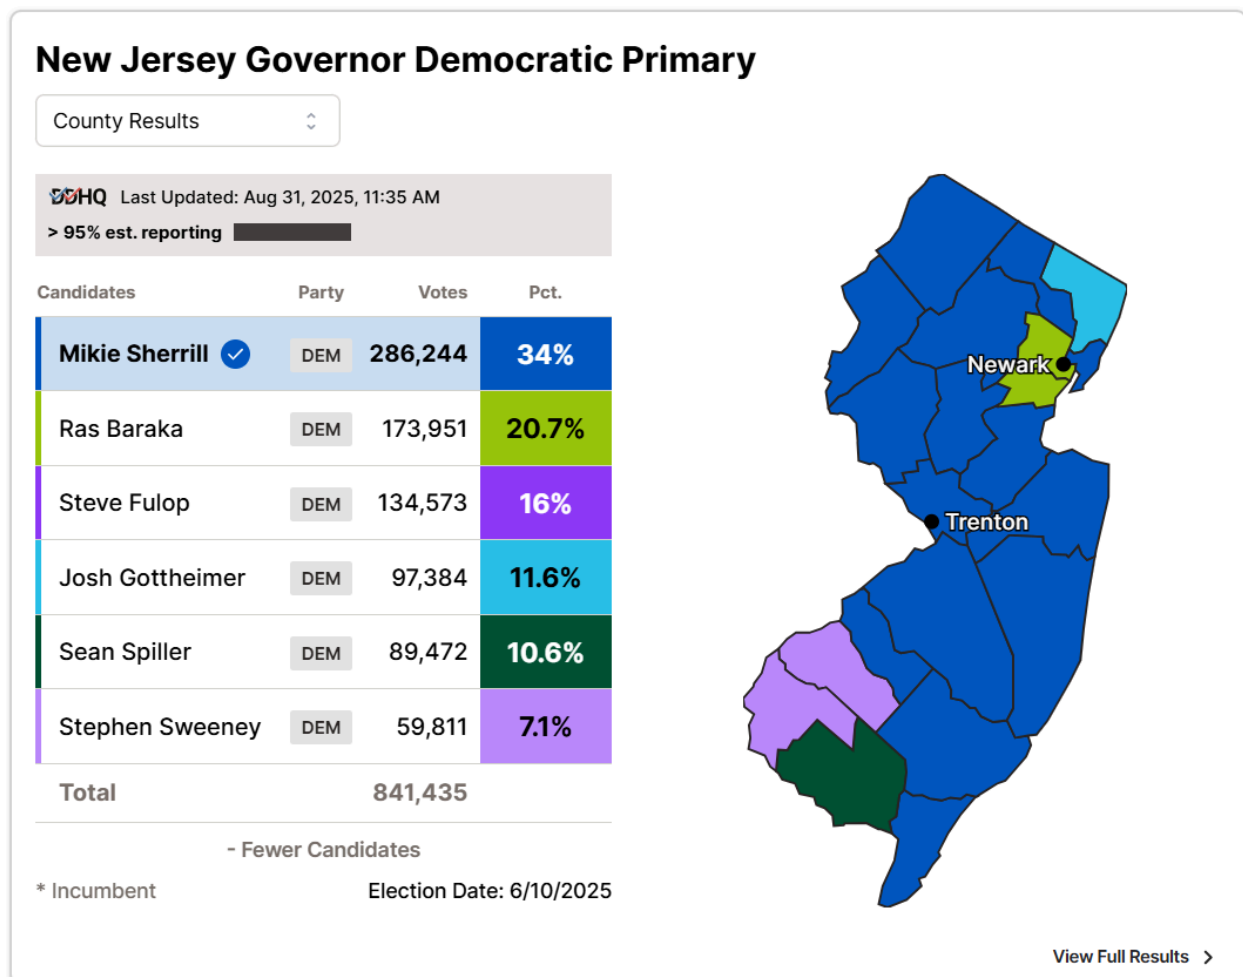 New Jersey Governor Democratic Primary
County Results
DDHQ Last Updated: Aug 31, 2025, 11:35 AM
> 95% est. reporting
Candidates Party Votes Pct.
Mikie Sherrill DEM 286,244 34%
Ras Baraka DEM 173,951 20.7%
Steve Fulop DEM 134,573 16%
Josh Gottheimer DEM 97,384 11.6%
Sean Spiller DEM 89,472 10.6%
Stephen Sweeney DEM 59,811 7.1%
Total 841,435
- Fewer Candidates
* Incumbent Election Date: 6/10/2025
Newark
Trenton
View Full Results